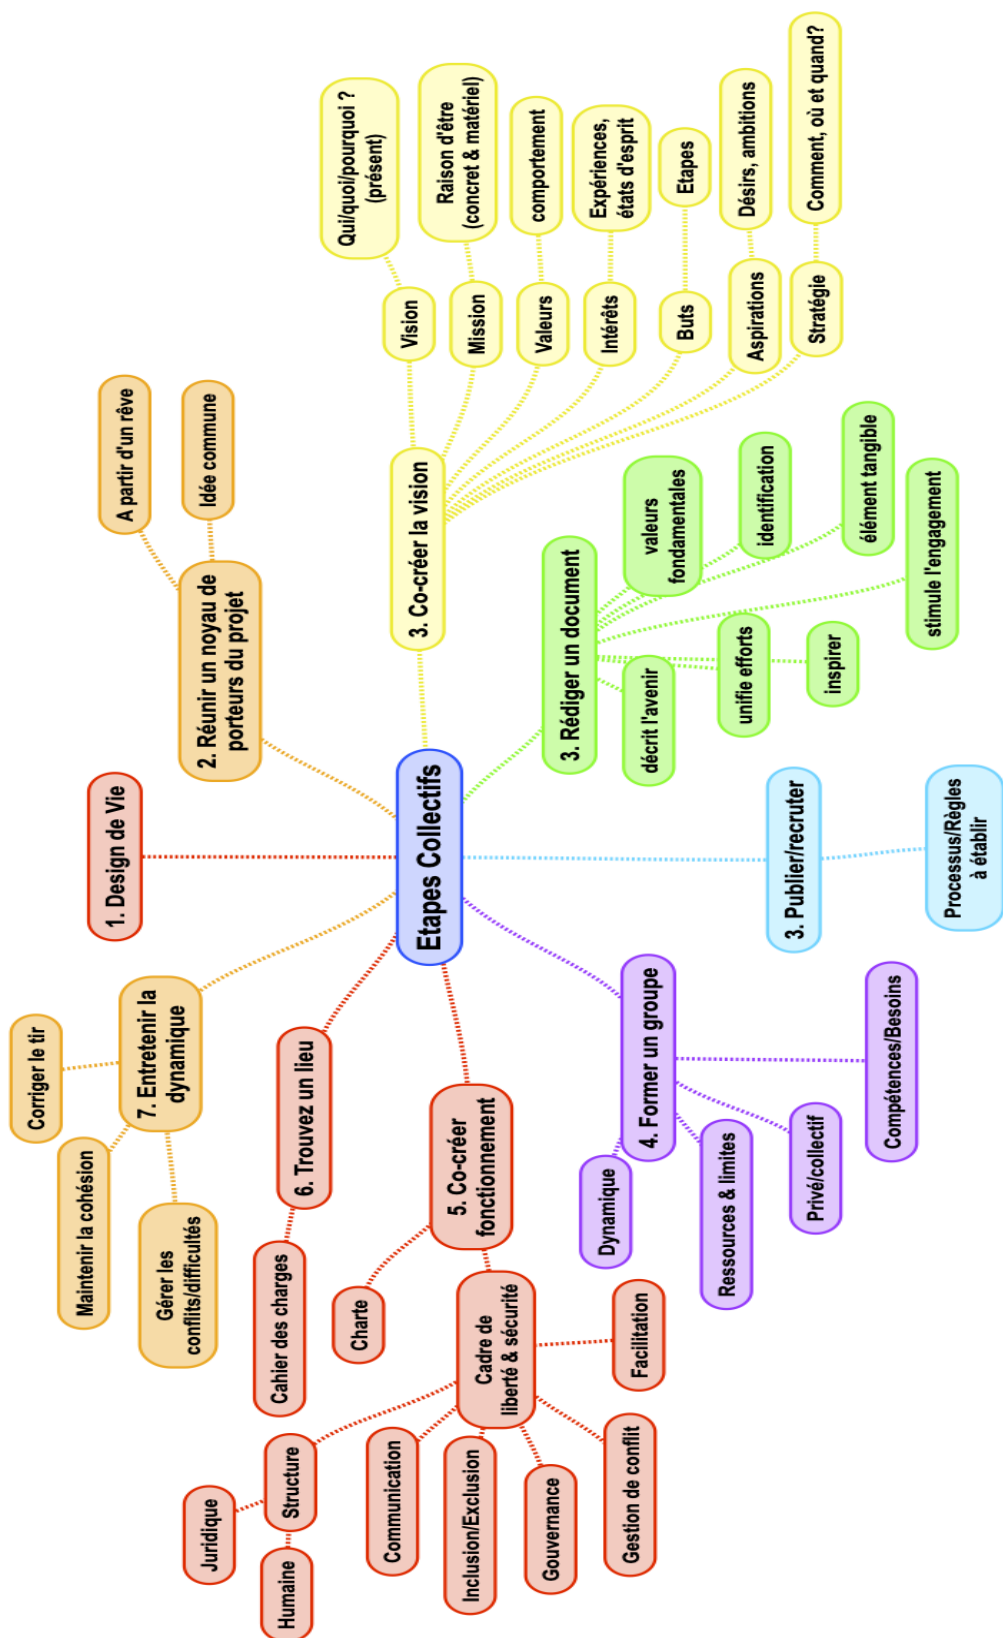 Etapes Collectifs
1. Design de Vie
2. Réunir un noyau de
porteurs du projet
A partir d'un rêve
Idée commune
3. Co-créer la vision
Vision
Qui/quoi/pourquoi ?
(présent)
Mission
Raison d'être
(concret & matériel)
Valeurs
comportement
Intérêts
Expériences,
états d'esprit
Buts
Etapes
Aspirations
Désirs, ambitions
Stratégie
Comment, où et quand?
3. Rédiger un document
valeurs
fondamentales
identification
élément tangible
stimule l'engagement
inspirer
unifie efforts
décrit l'avenir
3. Publier/recruter
Processus/Règles
à établir
4. Former un groupe
Compétences/Besoins
Privé/collectif
Ressources & limites
Dynamique
5. Co-créer
fonctionnement
Charte
Cadre de
liberté & sécurité
Facilitation
Gestion de conflit
Gouvernance
Inclusion/Exclusion
Communication
Structure
Humaine
Juridique
6. Trouvez un lieu
Cahier des charges
7. Entretenir la
dynamique
Gérer les
conflits/difficultés
Maintenir la cohésion
Corriger le tir